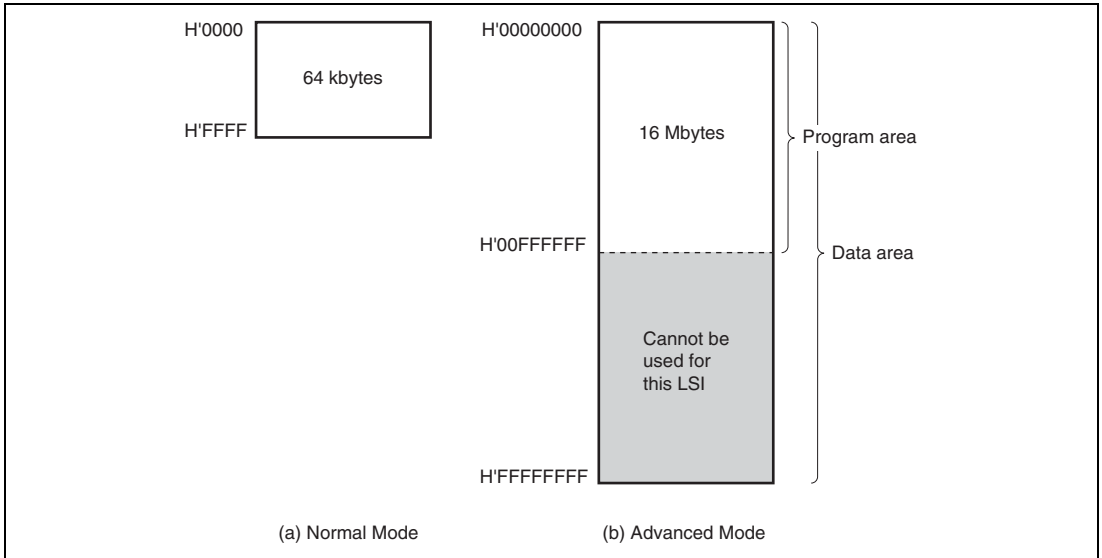 H'0000
64 kbytes
H'FFFF
(a) Normal Mode
H'00000000
16 Mbytes
Program area
H'00FFFFFF
Data area
Cannot be
used for
this LSI
H'FFFFFFFF
(b) Advanced Mode